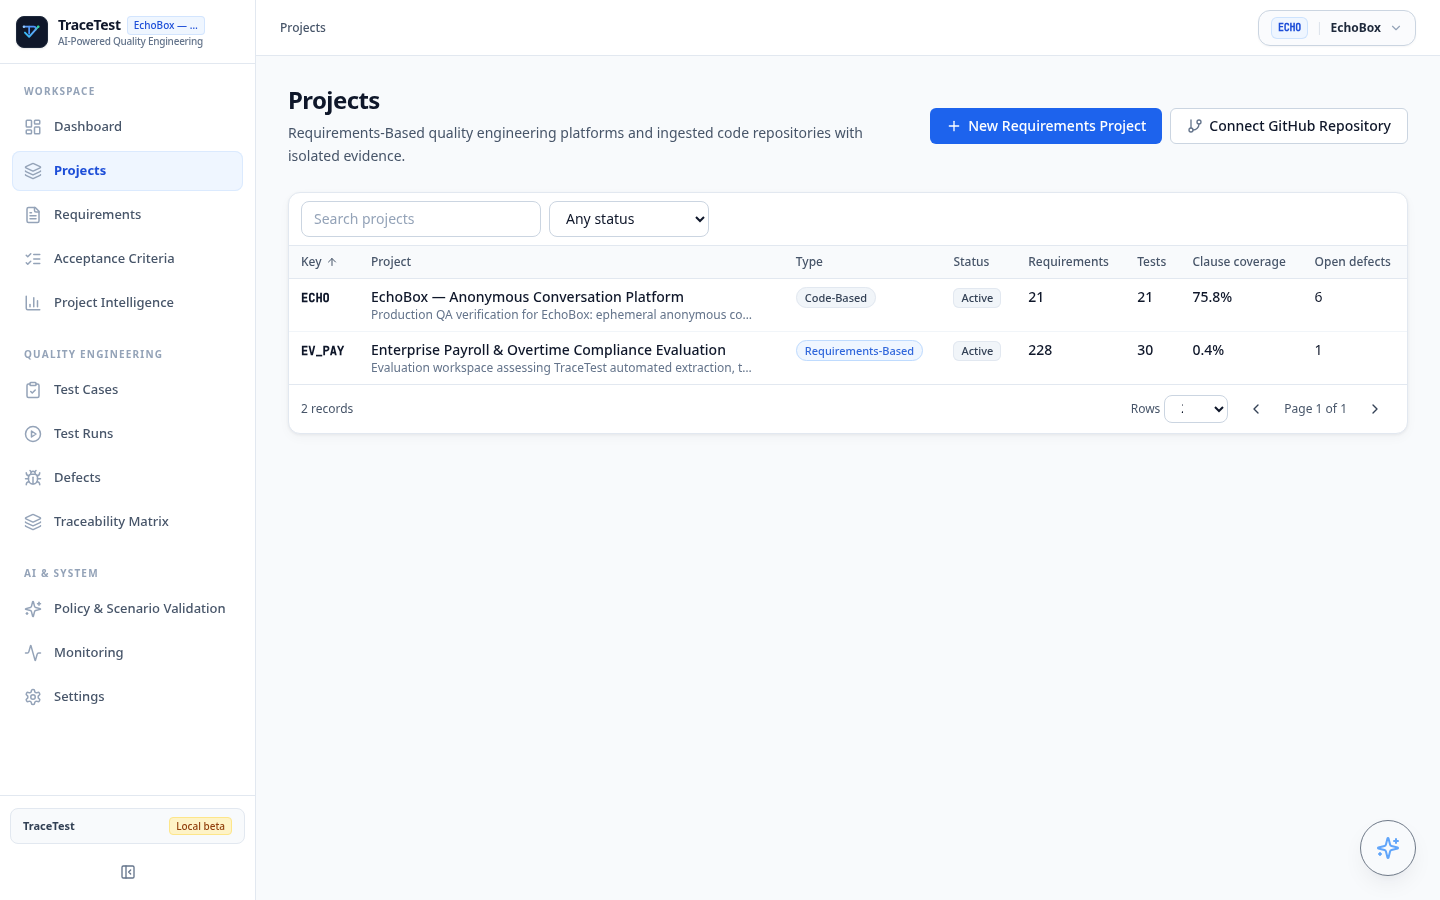 TraceTest
EchoBox — ...
AI-Powered Quality Engineering
WORKSPACE
Dashboard
Projects
Requirements
Acceptance Criteria
Project Intelligence
QUALITY ENGINEERING
Test Cases
Test Runs
Defects
Traceability Matrix
AI & SYSTEM
Policy & Scenario Validation
Monitoring
Settings
TraceTest
Local beta
Projects
ECHO
EchoBox
Projects
Requirements-Based quality engineering platforms and ingested code repositories with
isolated evidence.
New Requirements Project
Connect GitHub Repository
Search projects
Any status
Key Project Type Status Requirements Tests Clause coverage Open defects
ECHO EchoBox — Anonymous Conversation Platform Code-Based Active 21 21 75.8% 6
Production QA verification for EchoBox: ephemeral anonymous co...
EV_PAY Enterprise Payroll & Overtime Compliance Evaluation Requirements-Based Active 228 30 0.4% 1
Evaluation workspace assessing TraceTest automated extraction, t...
2 records
Rows
Page 1 of 1